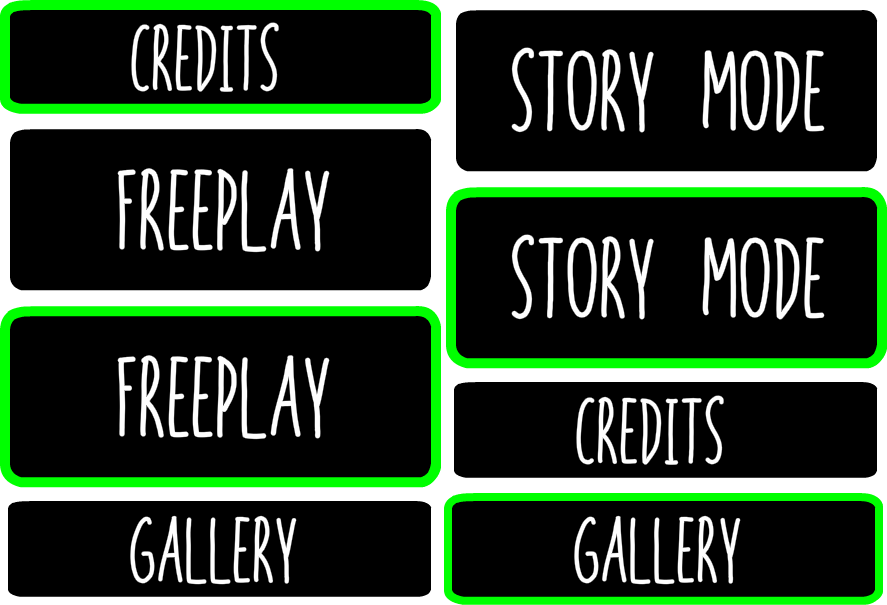 CREDITS
FREEPLAY
FREEPLAY
GALLERY
STORY MODE
STORY MODE
CREDITS
GALLERY